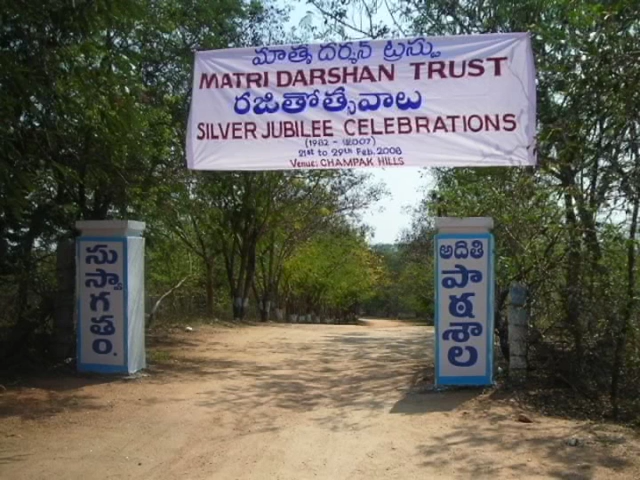 మాతృ దర్శన్ ట్రస్టు
MATRI DARSHAN TRUST
రజితోత్సవాలు
SILVER JUBILEE CELEBRATIONS
(1982 - 2007)
21st to 29th Feb. 2008
Venue: CHAMPAK HILLS
సుస్వాగతం.
అదితి
పాఠశాల